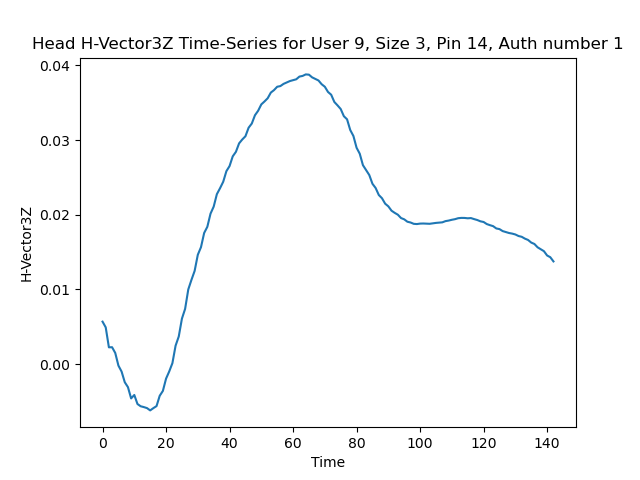 Head H-Vector3Z Time-Series for User 9, Size 3, Pin 14, Auth number 1
0.04
0.03
0.02
0.01
0.00
H-Vector3Z
0 20 40 60 80 100 120 140
Time